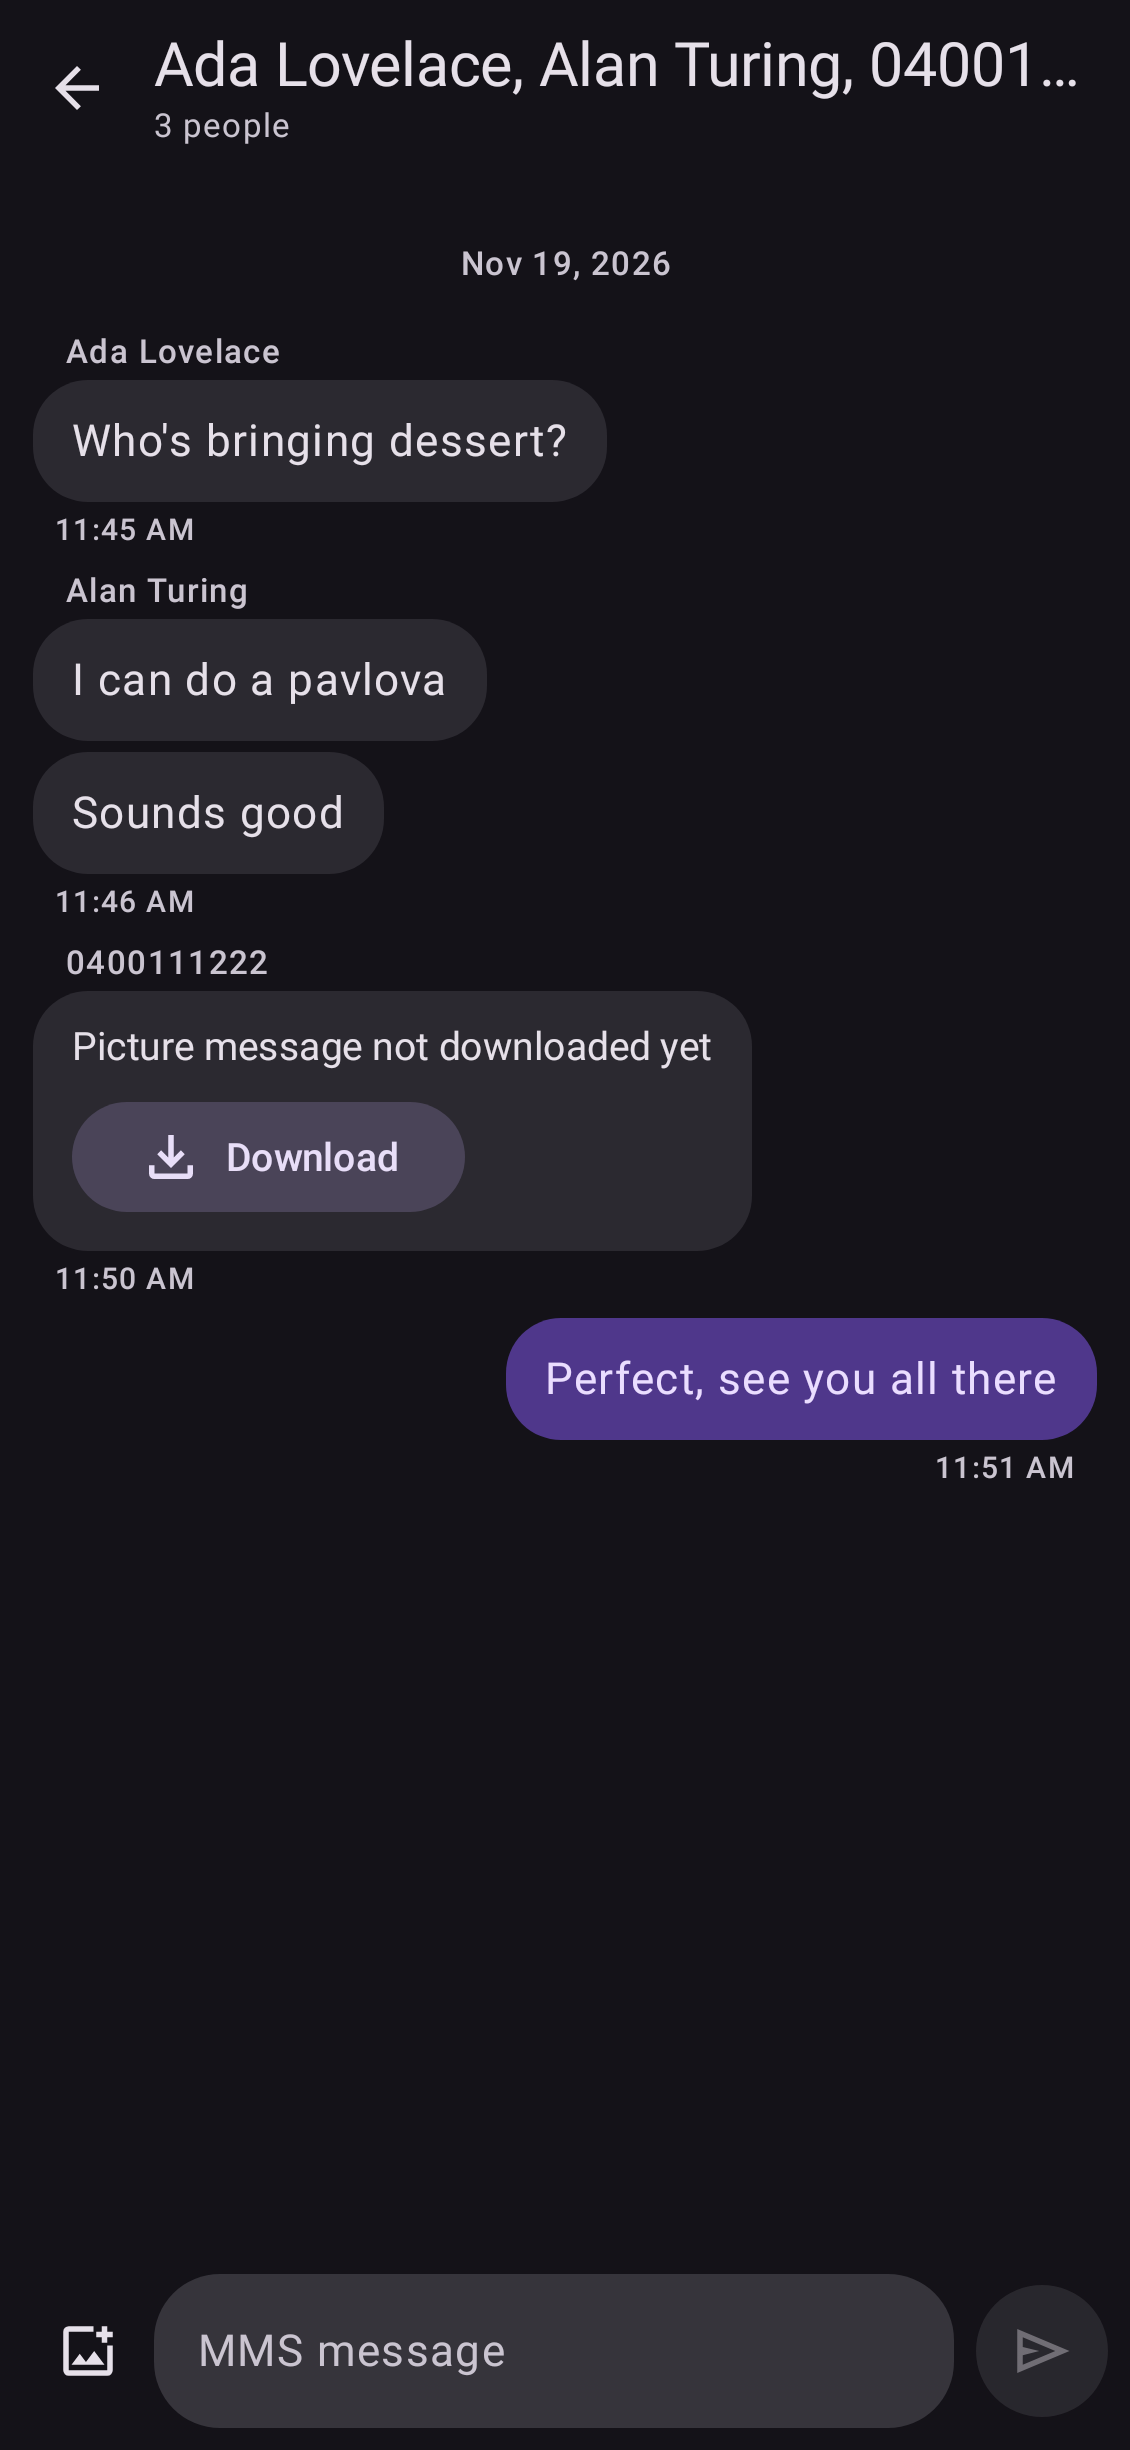 Ada Lovelace, Alan Turing, 04001...
3 people
Nov 19, 2026
Ada Lovelace
Who's bringing dessert?
11:45 AM
Alan Turing
I can do a pavlova
Sounds good
11:46 AM
0400111222
Picture message not downloaded yet
Download
11:50 AM
Perfect, see you all there
11:51 AM
MMS message